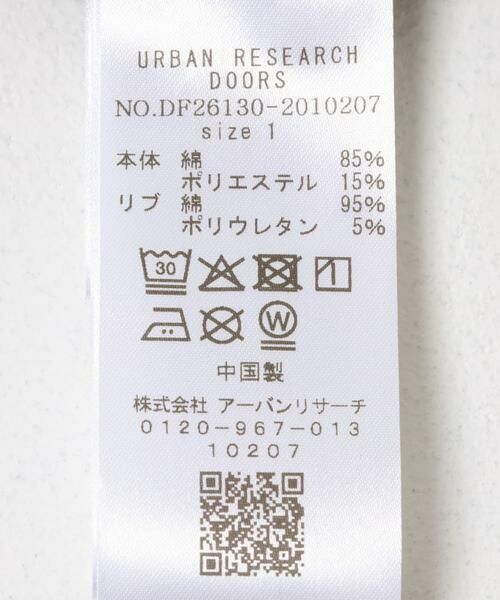 URBAN RESEARCH
DOORS
NO.DF26130-2010207
size 1
本体 綿 85%
ポリエステル 15%
リブ 綿 95%
ポリウレタン 5%
30
W
中国製
株式会社 アーバンリサーチ
0120-967-013
10207